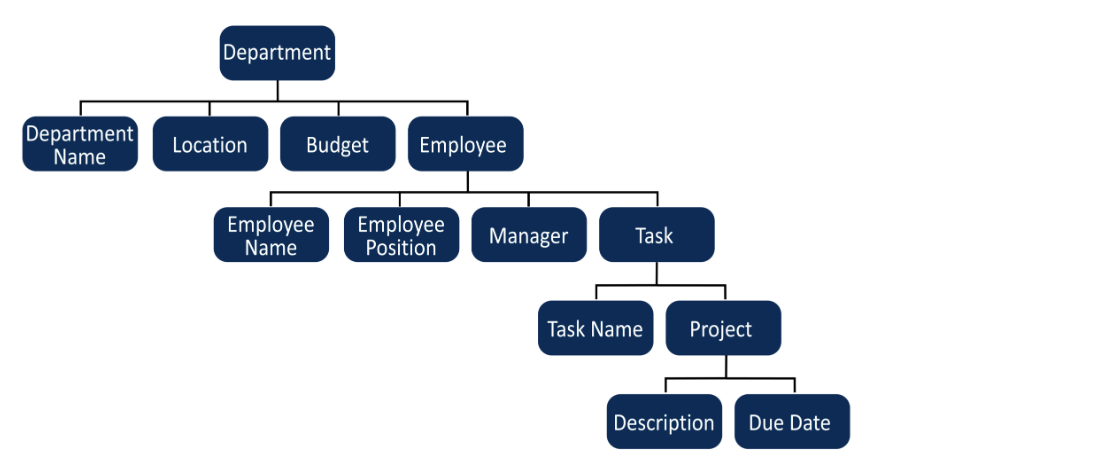 Department
Department
Name
Location
Budget
Employee
Employee
Name
Employee
Position
Manager
Task
Task Name
Project
Description
Due Date